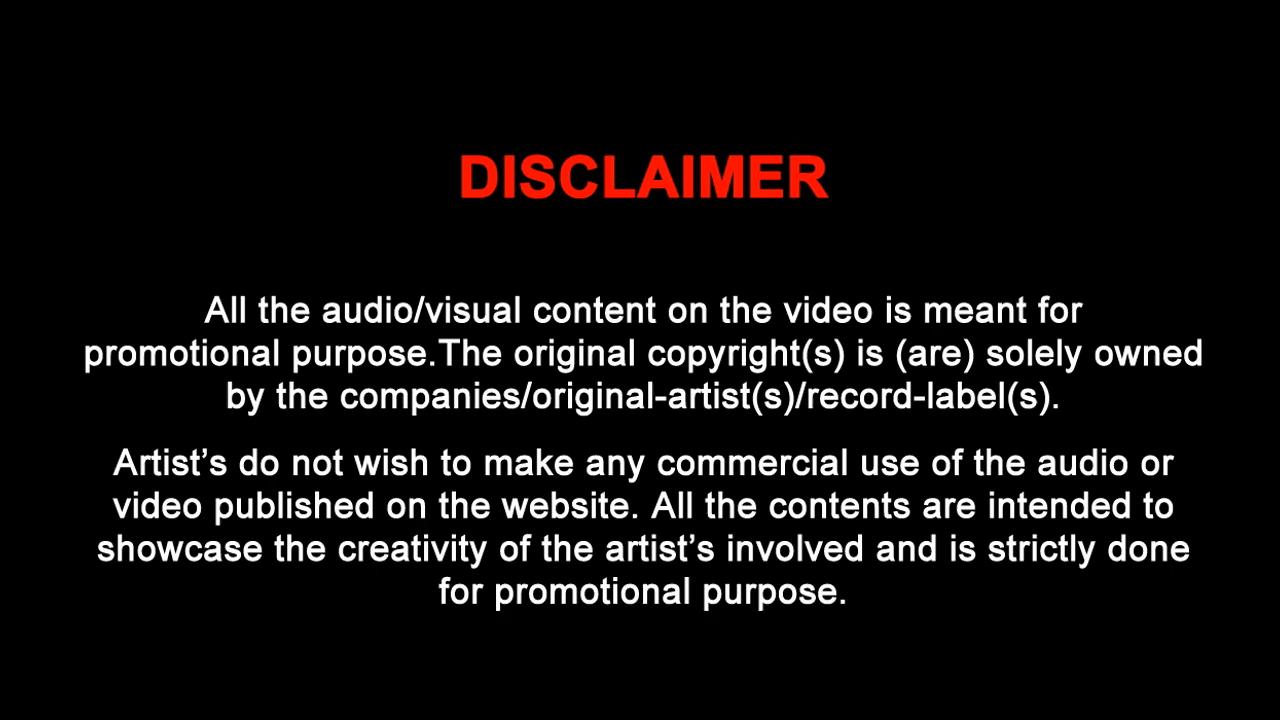 DISCLAIMER
All the audio/visual content on the video is meant for
promotional purpose.The original copyright(s) is (are) solely owned
by the companies/original-artist(s)/record-label(s).
Artist’s do not wish to make any commercial use of the audio or
video published on the website. All the contents are intended to
showcase the creativity of the artist’s involved and is strictly done
for promotional purpose.